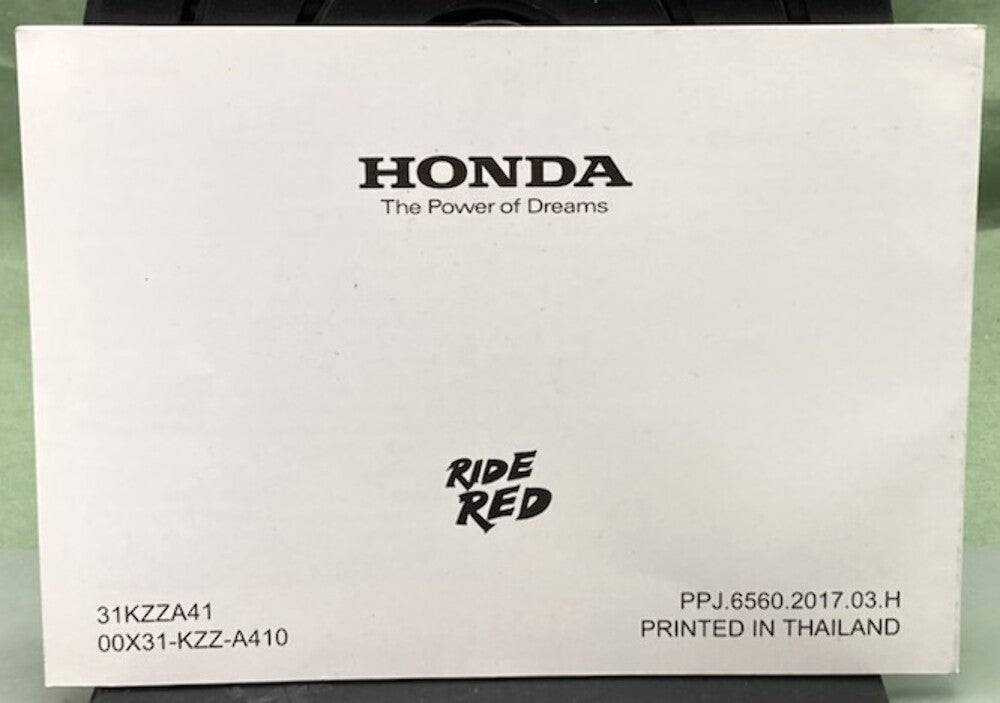 HONDA
The Power of Dreams
RIDE
RED
31KZZA41
00X31-KZZ-A410
PPJ.6560.2017.03.H
PRINTED IN THAILAND